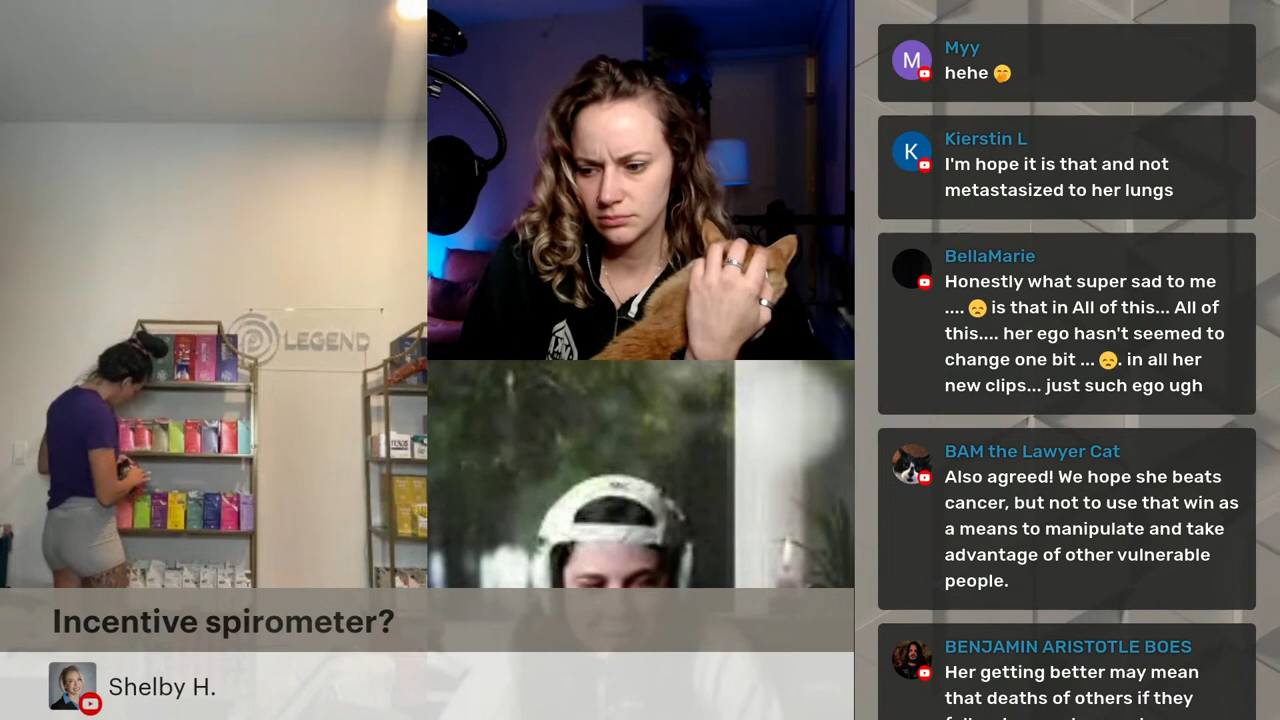 LEGEND
Incentive spirometer?
Shelby H.
M
Myy
hehe 🤭
K
Kierstin L
I'm hope it is that and not
metastasized to her lungs
BellaMarie
Honestly what super sad to me
.... 😞 is that in All of this... All of
this.... her ego hasn't seemed to
change one bit ... 😞. in all her
new clips... just such ego ugh
BAM the Lawyer Cat
Also agreed! We hope she beats
cancer, but not to use that win as
a means to manipulate and take
advantage of other vulnerable
people.
BENJAMIN ARISTOTLE BOES
Her getting better may mean
that deaths of others if they